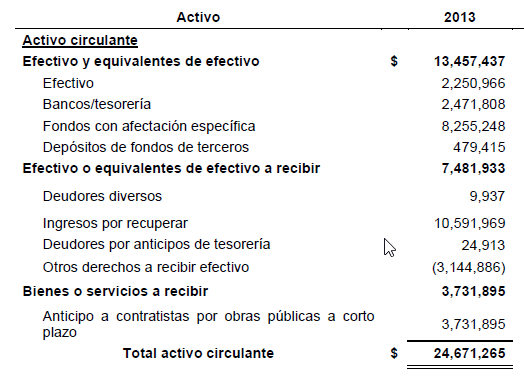 Activo 2013
Activo circulante
Efectivo y equivalentes de efectivo $ 13,457,437
Efectivo 2,250,966
Bancos/tesorería 2,471,808
Fondos con afectación específica 8,255,248
Depósitos de fondos de terceros 479,415
Efectivo o equivalentes de efectivo a recibir 7,481,933
Deudores diversos 9,937
Ingresos por recuperar 10,591,969
Deudores por anticipos de tesorería 24,913
Otros derechos a recibir efectivo (3,144,886)
Bienes o servicios a recibir 3,731,895
Anticipo a contratistas por obras públicas a corto
plazo 3,731,895
Total activo circulante $ 24,671,265